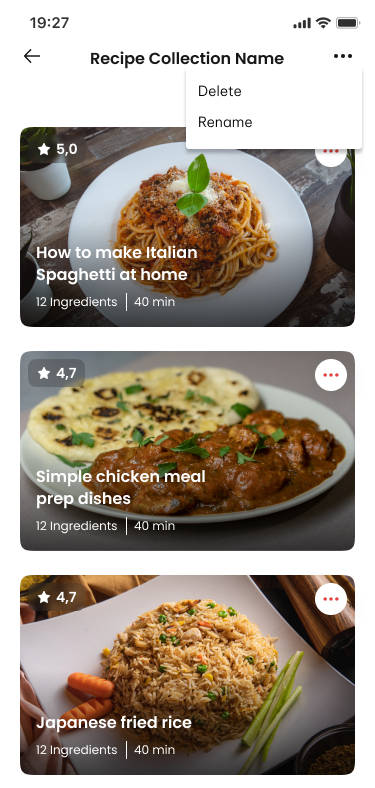 19:27
Recipe Collection Name
Delete
Rename
5,0
How to make Italian
Spaghetti at home
12 Ingredients
40 min
4,7
Simple chicken meal
prep dishes
12 Ingredients
40 min
4,7
Japanese fried rice
12 Ingredients
40 min